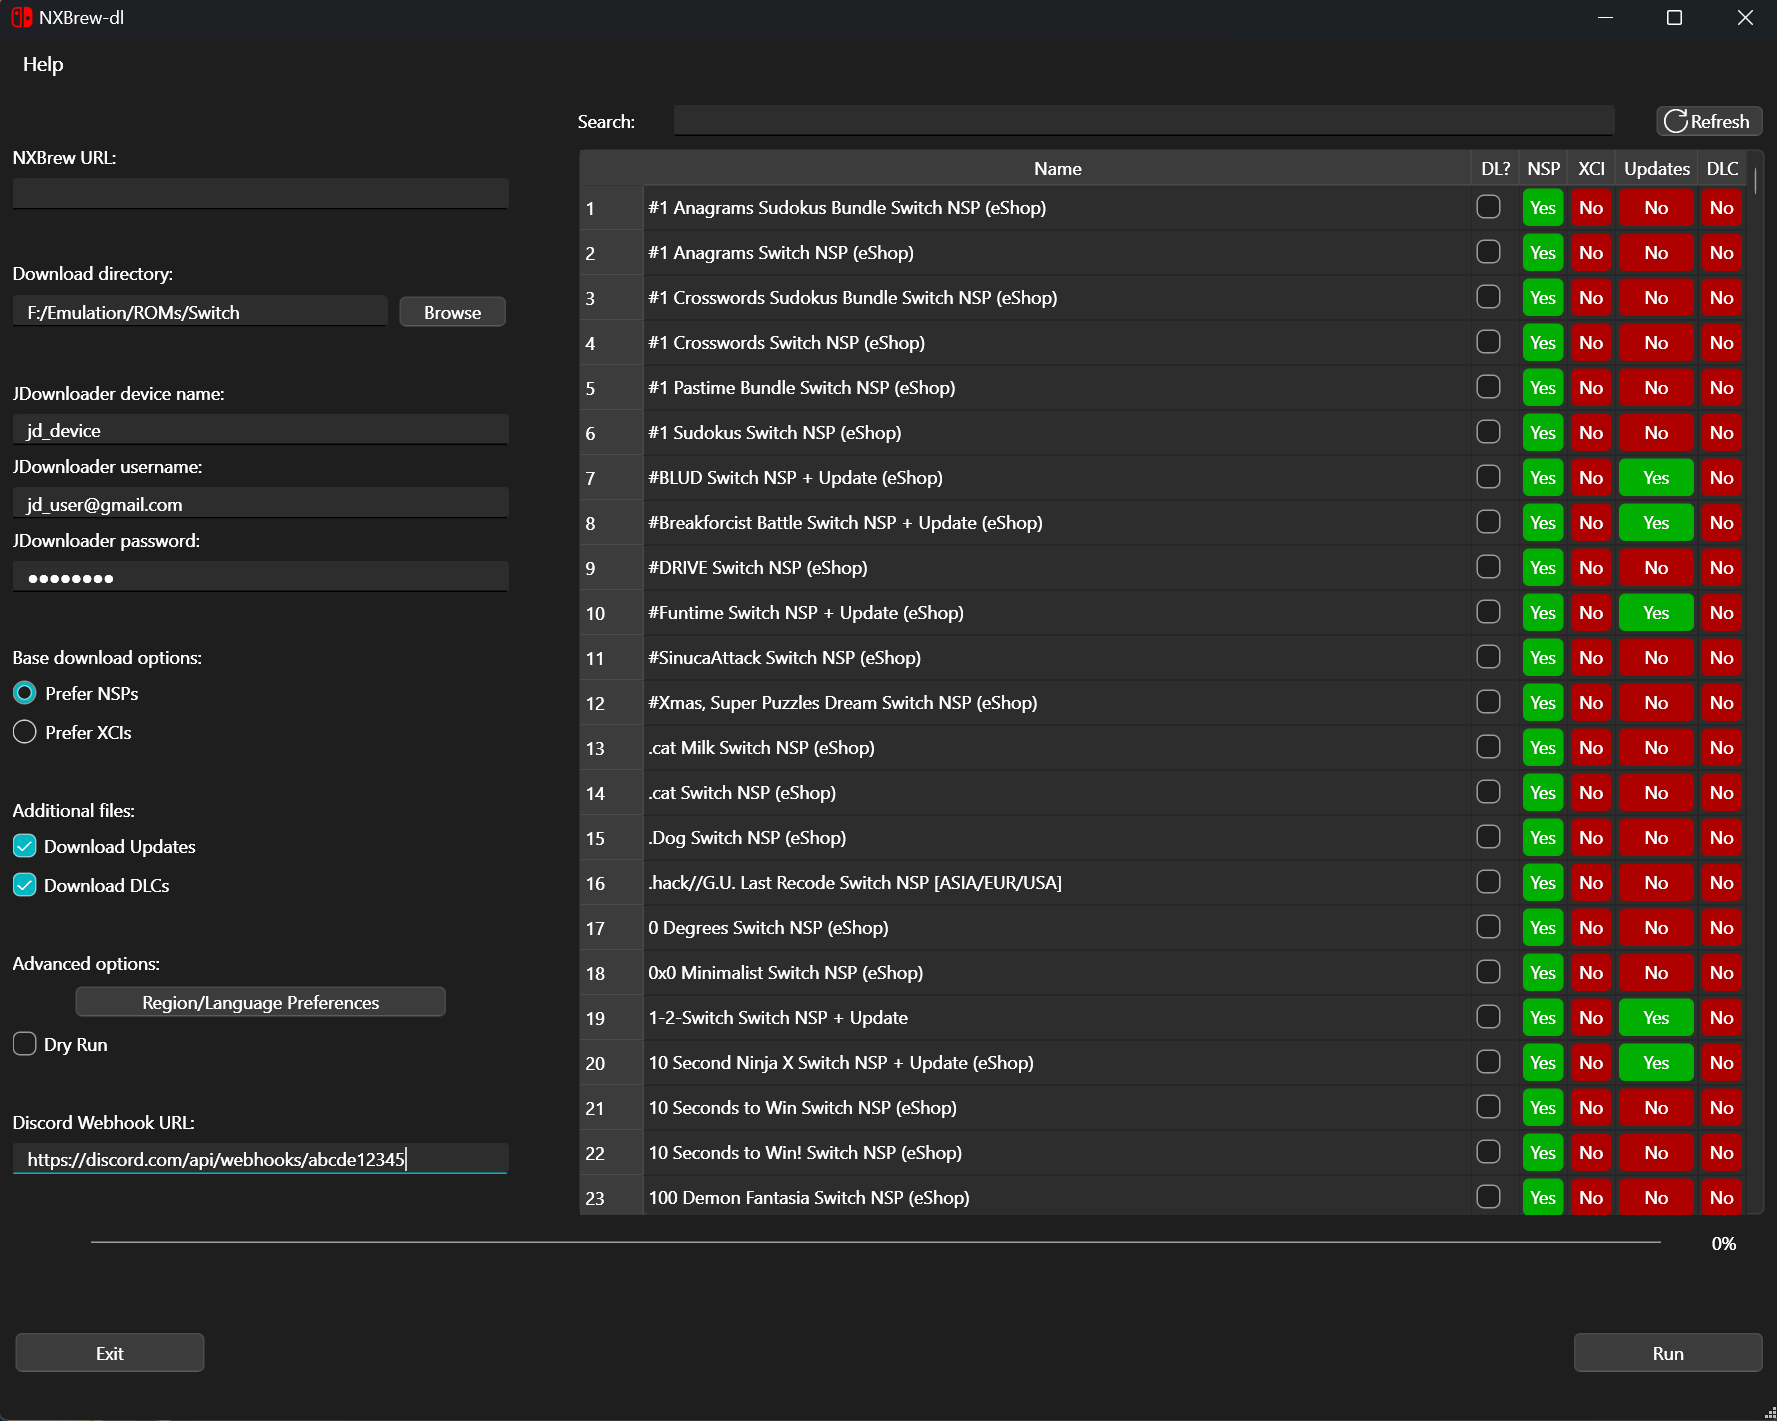 NXBrew-dl
Help
NXBrew URL:
Download directory:
F:/Emulation/ROMs/Switch
Browse
JDownloader device name:
jd_device
JDownloader username:
jd_user@gmail.com
JDownloader password:
Base download options:
Prefer NSPs
Prefer XCIs
Additional files:
Download Updates
Download DLCs
Advanced options:
Region/Language Preferences
Dry Run
Discord Webhook URL:
https://discord.com/api/webhooks/abcde12345
Search:
Refresh
Name DL? NSP XCI Updates DLC
1 #1 Anagrams Sudokus Bundle Switch NSP (eShop) Yes No No No
2 #1 Anagrams Switch NSP (eShop) Yes No No No
3 #1 Crosswords Sudokus Bundle Switch NSP (eShop) Yes No No No
4 #1 Crosswords Switch NSP (eShop) Yes No No No
5 #1 Pastime Bundle Switch NSP (eShop) Yes No No No
6 #1 Sudokus Switch NSP (eShop) Yes No No No
7 #BLUD Switch NSP + Update (eShop) Yes No Yes No
8 #Breakforcist Battle Switch NSP + Update (eShop) Yes No Yes No
9 #DRIVE Switch NSP (eShop) Yes No No No
10 #Funtime Switch NSP + Update (eShop) Yes No Yes No
11 #SinucaAttack Switch NSP (eShop) Yes No No No
12 #Xmas, Super Puzzles Dream Switch NSP (eShop) Yes No No No
13 .cat Milk Switch NSP (eShop) Yes No No No
14 .cat Switch NSP (eShop) Yes No No No
15 .Dog Switch NSP (eShop) Yes No No No
16 .hack//G.U. Last Recode Switch NSP [ASIA/EUR/USA] Yes No No No
17 0 Degrees Switch NSP (eShop) Yes No No No
18 0x0 Minimalist Switch NSP (eShop) Yes No No No
19 1-2-Switch Switch NSP + Update Yes No Yes No
20 10 Second Ninja X Switch NSP + Update (eShop) Yes No Yes No
21 10 Seconds to Win Switch NSP (eShop) Yes No No No
22 10 Seconds to Win! Switch NSP (eShop) Yes No No No
23 100 Demon Fantasia Switch NSP (eShop) Yes No No No
0%
Exit
Run